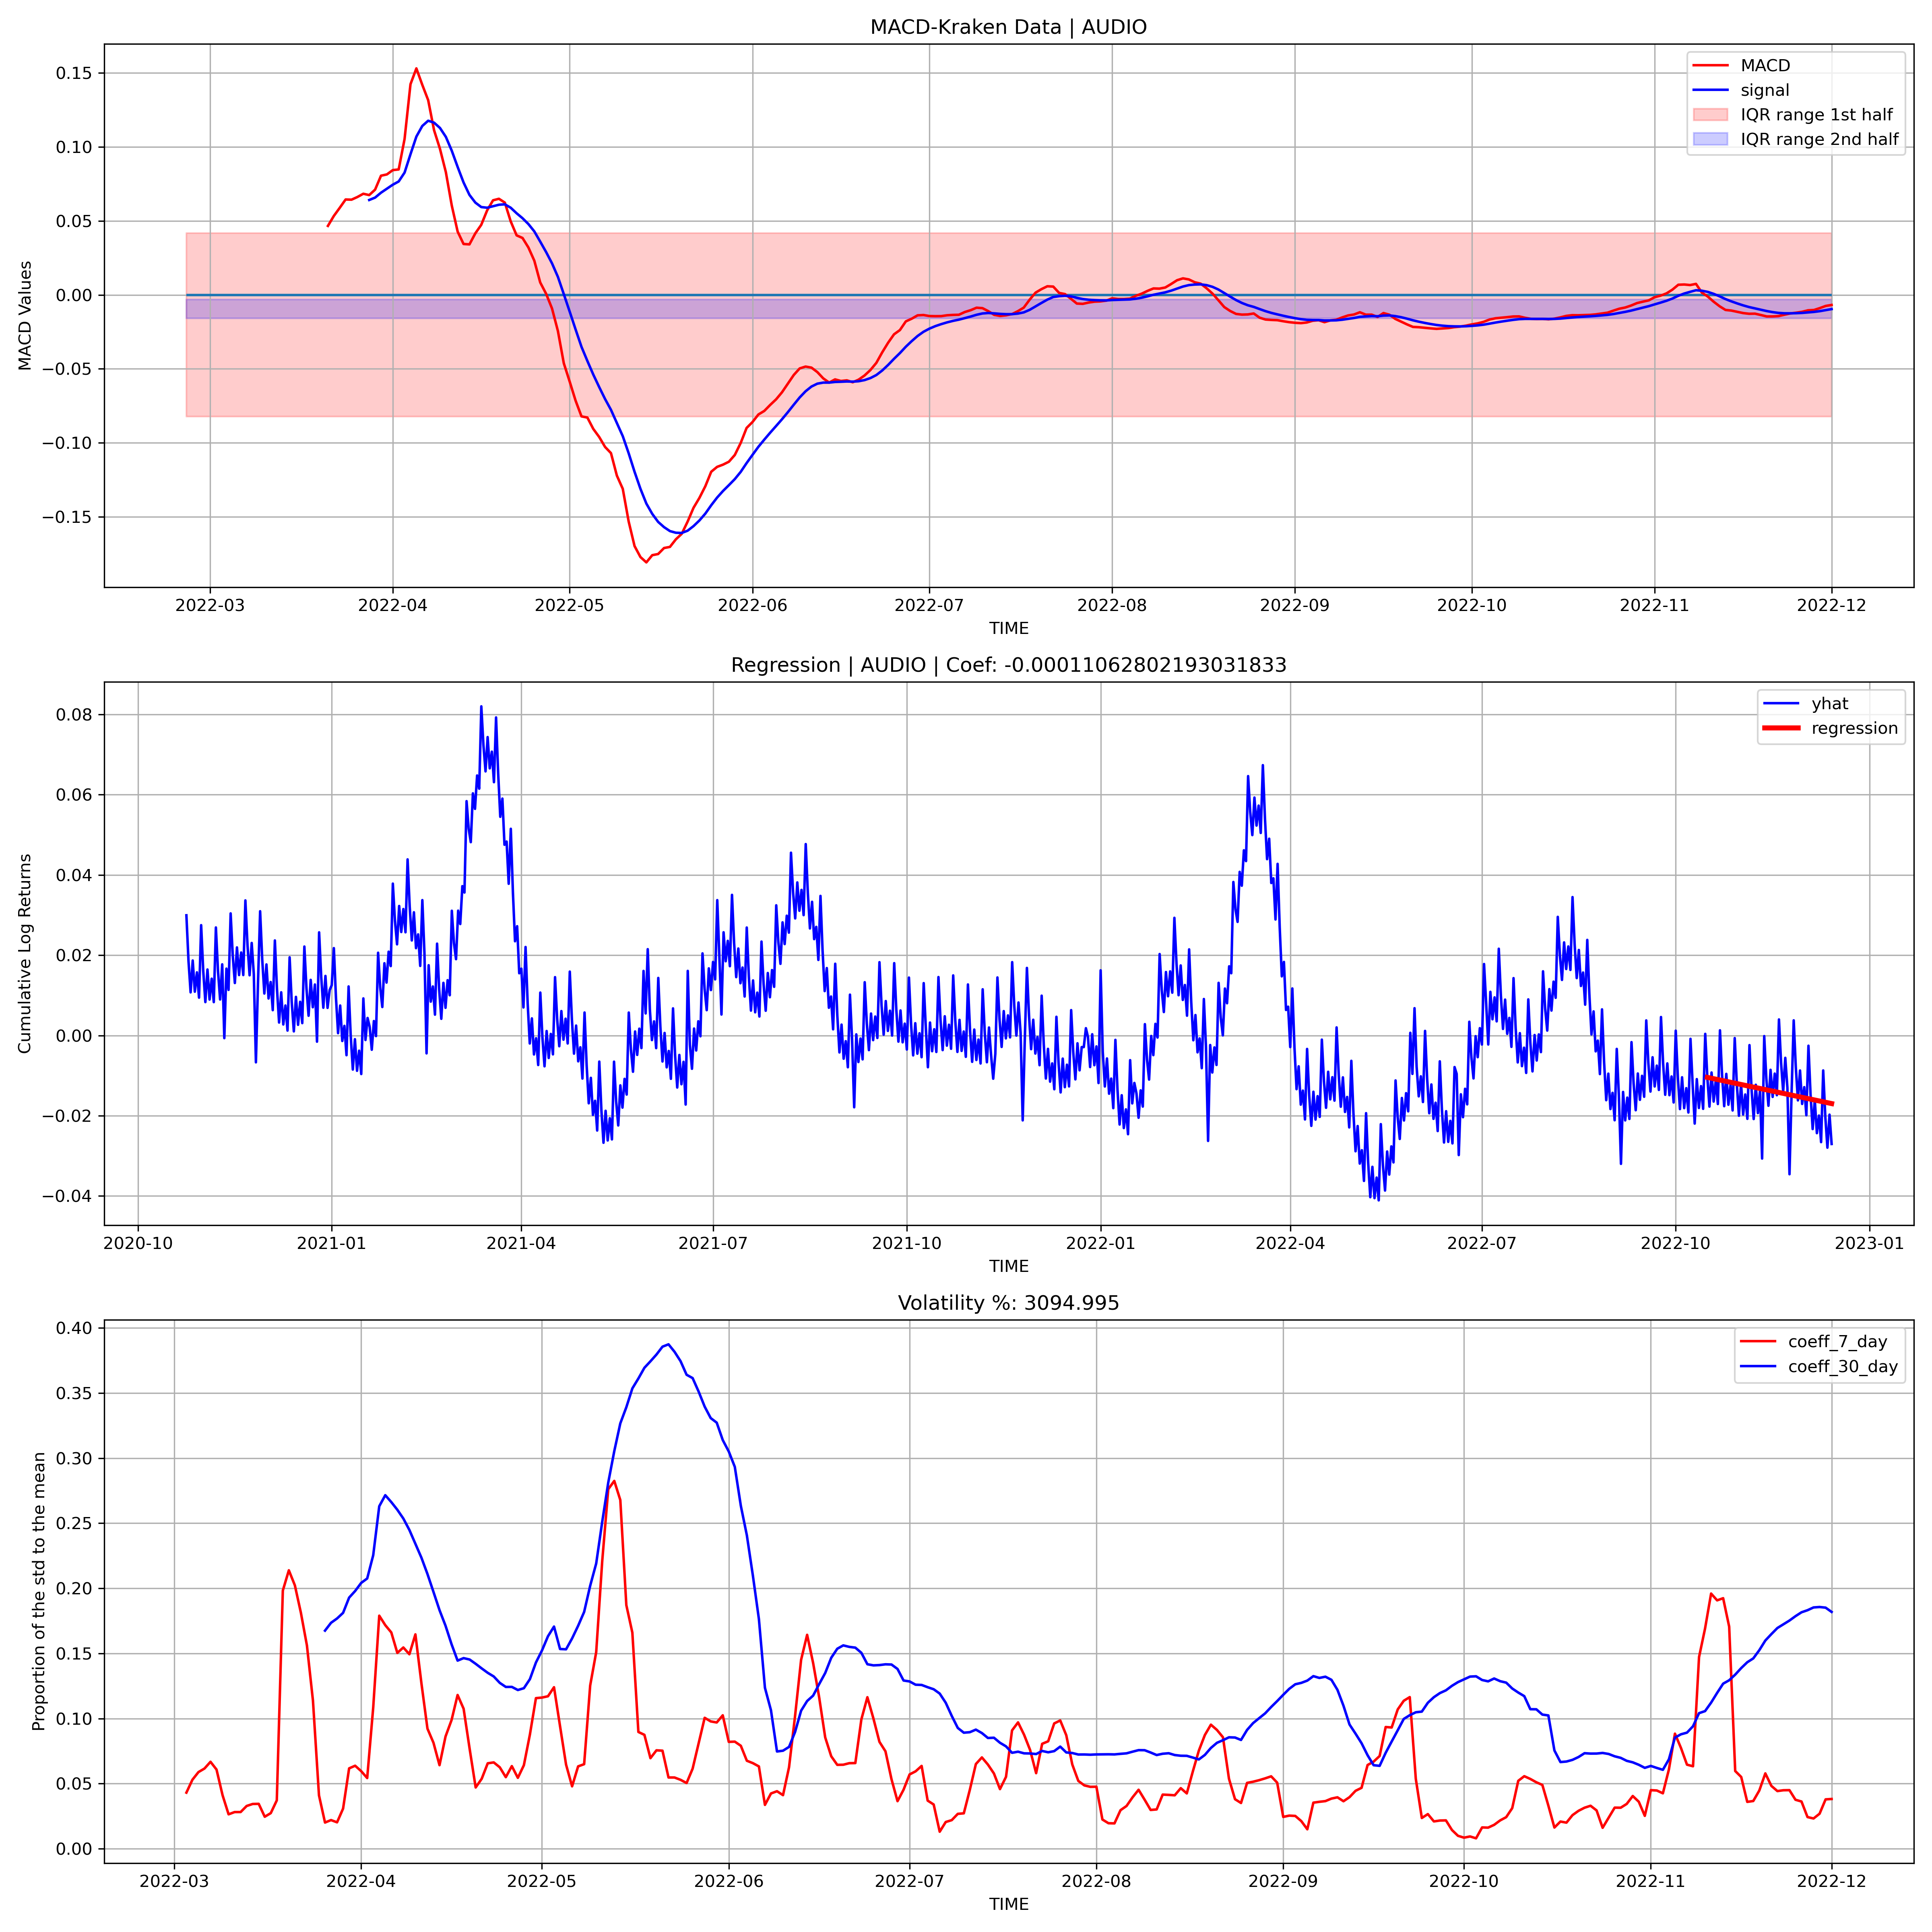 MACD-Kraken Data | AUDIO
MACD
signal
IQR range 1st half
IQR range 2nd half
MACD Values
0.15
0.10
0.05
0.00
−0.05
−0.10
−0.15
2022-03 2022-04 2022-05 2022-06 2022-07 2022-08 2022-09 2022-10 2022-11 2022-12
TIME
Regression | AUDIO | Coef: -0.00011062802193031833
yhat
regression
Cumulative Log Returns
0.08
0.06
0.04
0.02
0.00
−0.02
−0.04
2020-10 2021-01 2021-04 2021-07 2021-10 2022-01 2022-04 2022-07 2022-10 2023-01
TIME
Volatility %: 3094.995
coeff_7_day
coeff_30_day
Proportion of the std to the mean
0.40
0.35
0.30
0.25
0.20
0.15
0.10
0.05
0.00
2022-03 2022-04 2022-05 2022-06 2022-07 2022-08 2022-09 2022-10 2022-11 2022-12
TIME